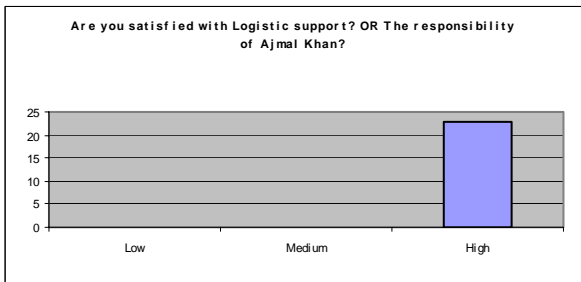 Are you satisfied with Logistic support? OR The responsibility
of Ajmal Khan?
25
20
15
10
5
0
Low Medium High